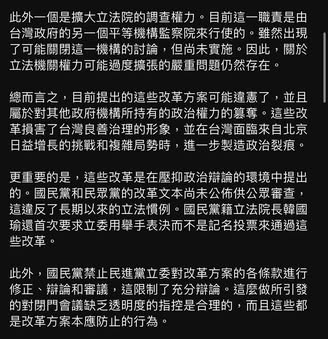 此外一個是擴大立法院的調查權力。目前這一職責是由
台灣政府的另一個平等機構監察院來行使的。雖然出現
了可能關閉這一機構的討論，但尚未實施。因此，關於
立法機關權力可能過度擴張的嚴重問題仍然存在。
總而言之，目前提出的這些改革方案可能違憲了，並且
屬於對其他政府機構所持有的政治權力的篡奪。這些改
革損害了台灣良善治理的形象，並在台灣面臨來自北京
日益增長的挑戰和複雜局勢時，進一步製造政治裂痕。
更重要的是，這些改革是在壓抑政治辯論的環境中提出
的。國民黨和民眾黨的改革文本尚未公佈供公眾審查，
這違反了長期以來的立法慣例。國民黨籍立法院長韓國
瑜還首次要求立委用舉手表決而不是記名投票來通過這
些改革。
此外，國民黨禁止民進黨立委對改革方案的各條款進行
修正、辯論和審議，這限制了充分辯論。這麼做所引發
的對閉門會議缺乏透明度的指控是合理的，而且這些都
是改革方案本應防止的行為。